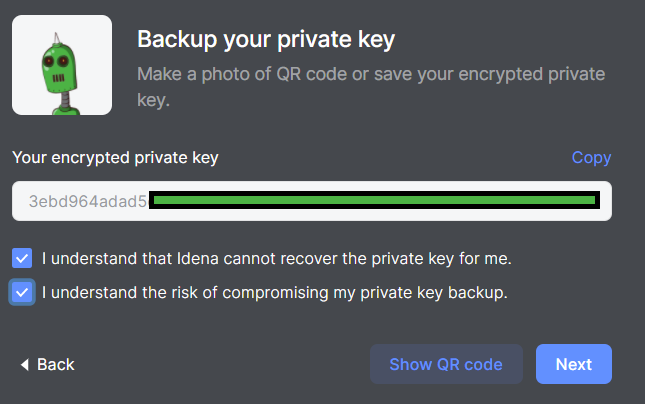 Backup your private key
Make a photo of QR code or save your encrypted private
key.
Your encrypted private key
Copy
3ebd964adad5
I understand that Idena cannot recover the private key for me.
I understand the risk of compromising my private key backup.
Back
Show QR code
Next